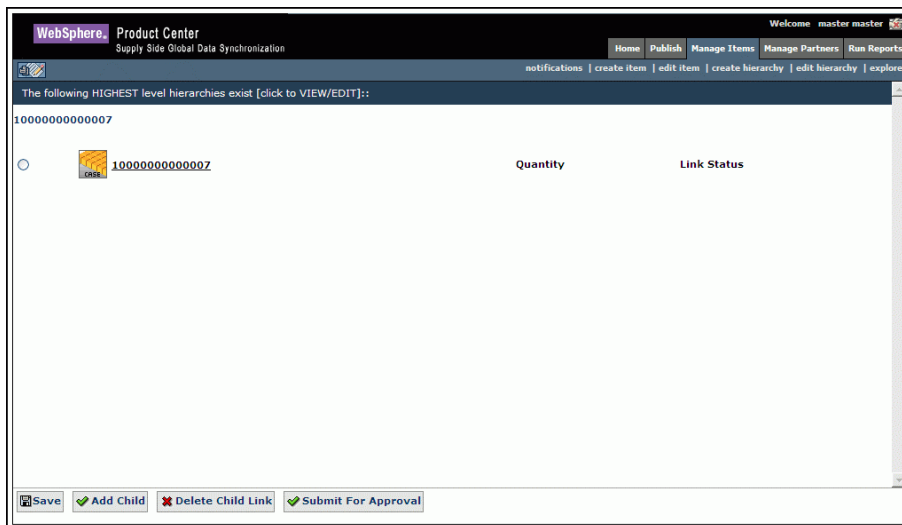 WebSphere. Product Center
Supply Side Global Data Synchronization
Welcome master master
Home Publish Manage Items Manage Partners Run Reports
notifications | create item | edit item | create hierarchy | edit hierarchy | explore
The following HIGHEST level hierarchies exist [click to VIEW/EDIT]::
10000000000007
CASE 10000000000007 Quantity Link Status
Save Add Child Delete Child Link Submit For Approval